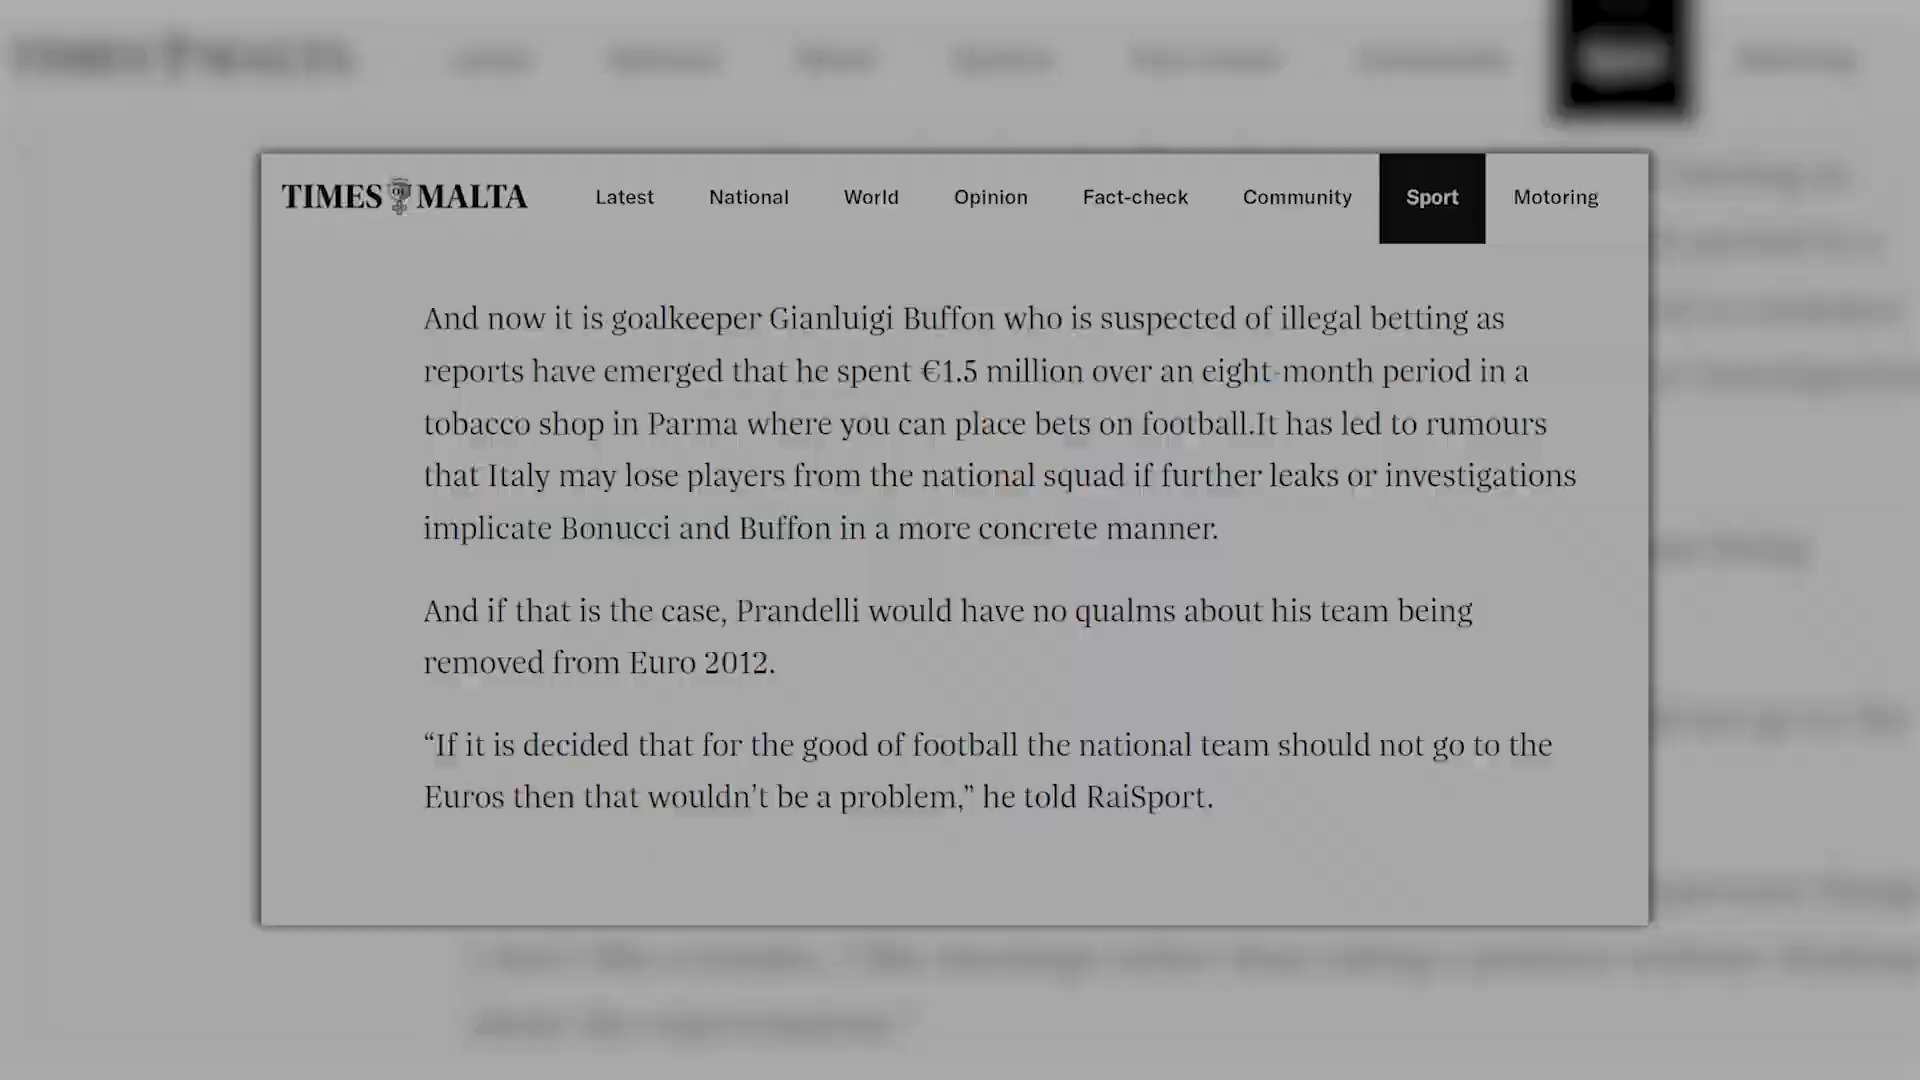 TIMES OF MALTA Latest National World Opinion Fact-check Community Sport Motoring
And now it is goalkeeper Gianluigi Buffon who is suspected of illegal betting as
reports have emerged that he spent €1.5 million over an eight-month period in a
tobacco shop in Parma where you can place bets on football.It has led to rumours
that Italy may lose players from the national squad if further leaks or investigations
implicate Bonucci and Buffon in a more concrete manner.
And if that is the case, Prandelli would have no qualms about his team being
removed from Euro 2012.
“If it is decided that for the good of football the national team should not go to the
Euros then that wouldn’t be a problem,” he told RaiSport.